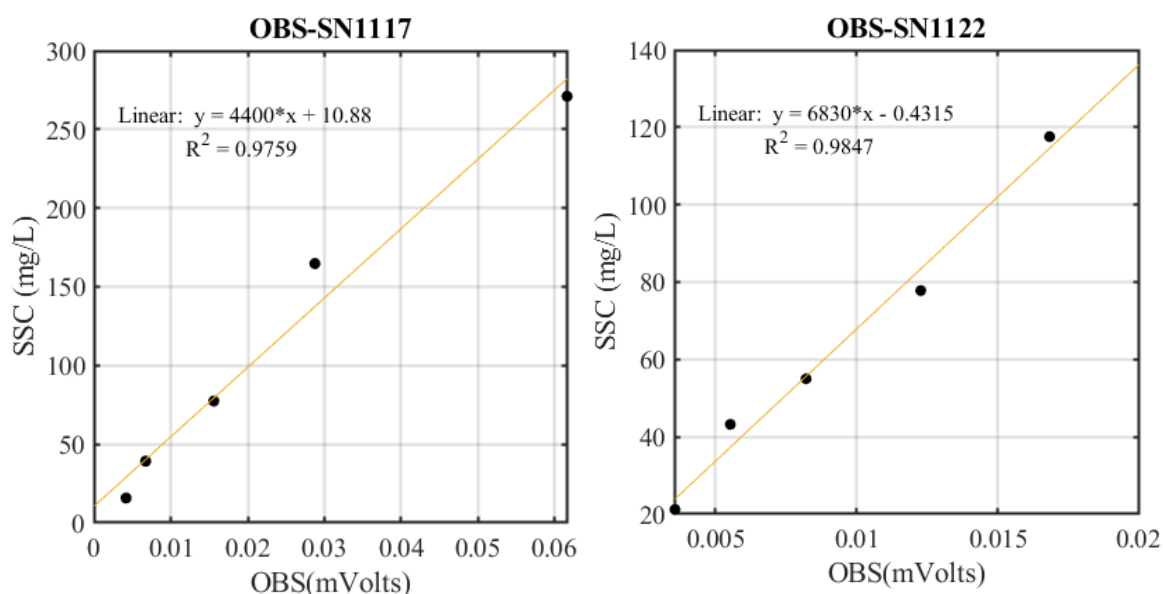 OBS-SN1117
300
250
200
150
100
50
0
SSC (mg/L)
Linear: y = 4400*x + 10.88
R² = 0.9759
0 0.01 0.02 0.03 0.04 0.05 0.06
OBS(mVolts)
OBS-SN1122
140
120
100
80
60
40
20
SSC (mg/L)
Linear: y = 6830*x - 0.4315
R² = 0.9847
0.005 0.01 0.015 0.02
OBS(mVolts)